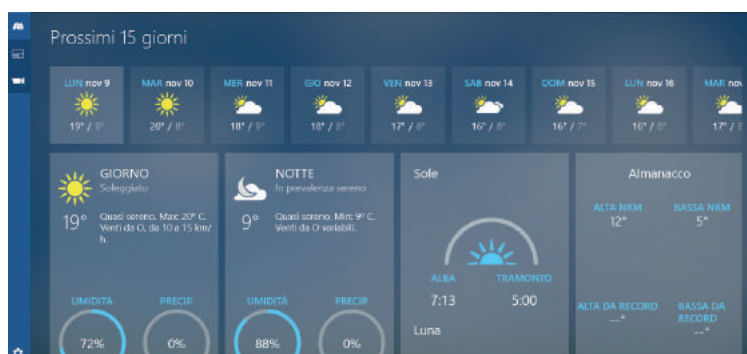 Prossimi 15 giorni
LUN nov 9
MAR nov 10
MER nov 11
GIO nov 12
VEN nov 13
SAB nov 14
DOM nov 15
LUN nov 16
MAR nov
19° / 9°
20° / 8°
18° / 9°
18° / 8°
17° / 8°
16° / 8°
16° / 7°
16° / 8°
17° / 8
GIORNO
Soleggiato
19°
Quasi sereno. Max: 20° C.
Venti da O, da 10 a 15 km/
h.
UMIDITÀ
PRECIP.
72%
0%
NOTTE
In prevalenza sereno
9°
Quasi sereno. Min: 9° C.
Venti da O variabili.
UMIDITÀ
PRECIP.
88%
0%
Sole
ALBA
TRAMONTO
7:13
5:00
Luna
Almanacco
ALTA NRM
BASSA NRM
12°
5°
ALTA DA RECORD
BASSA DA
RECORD
__°
__°